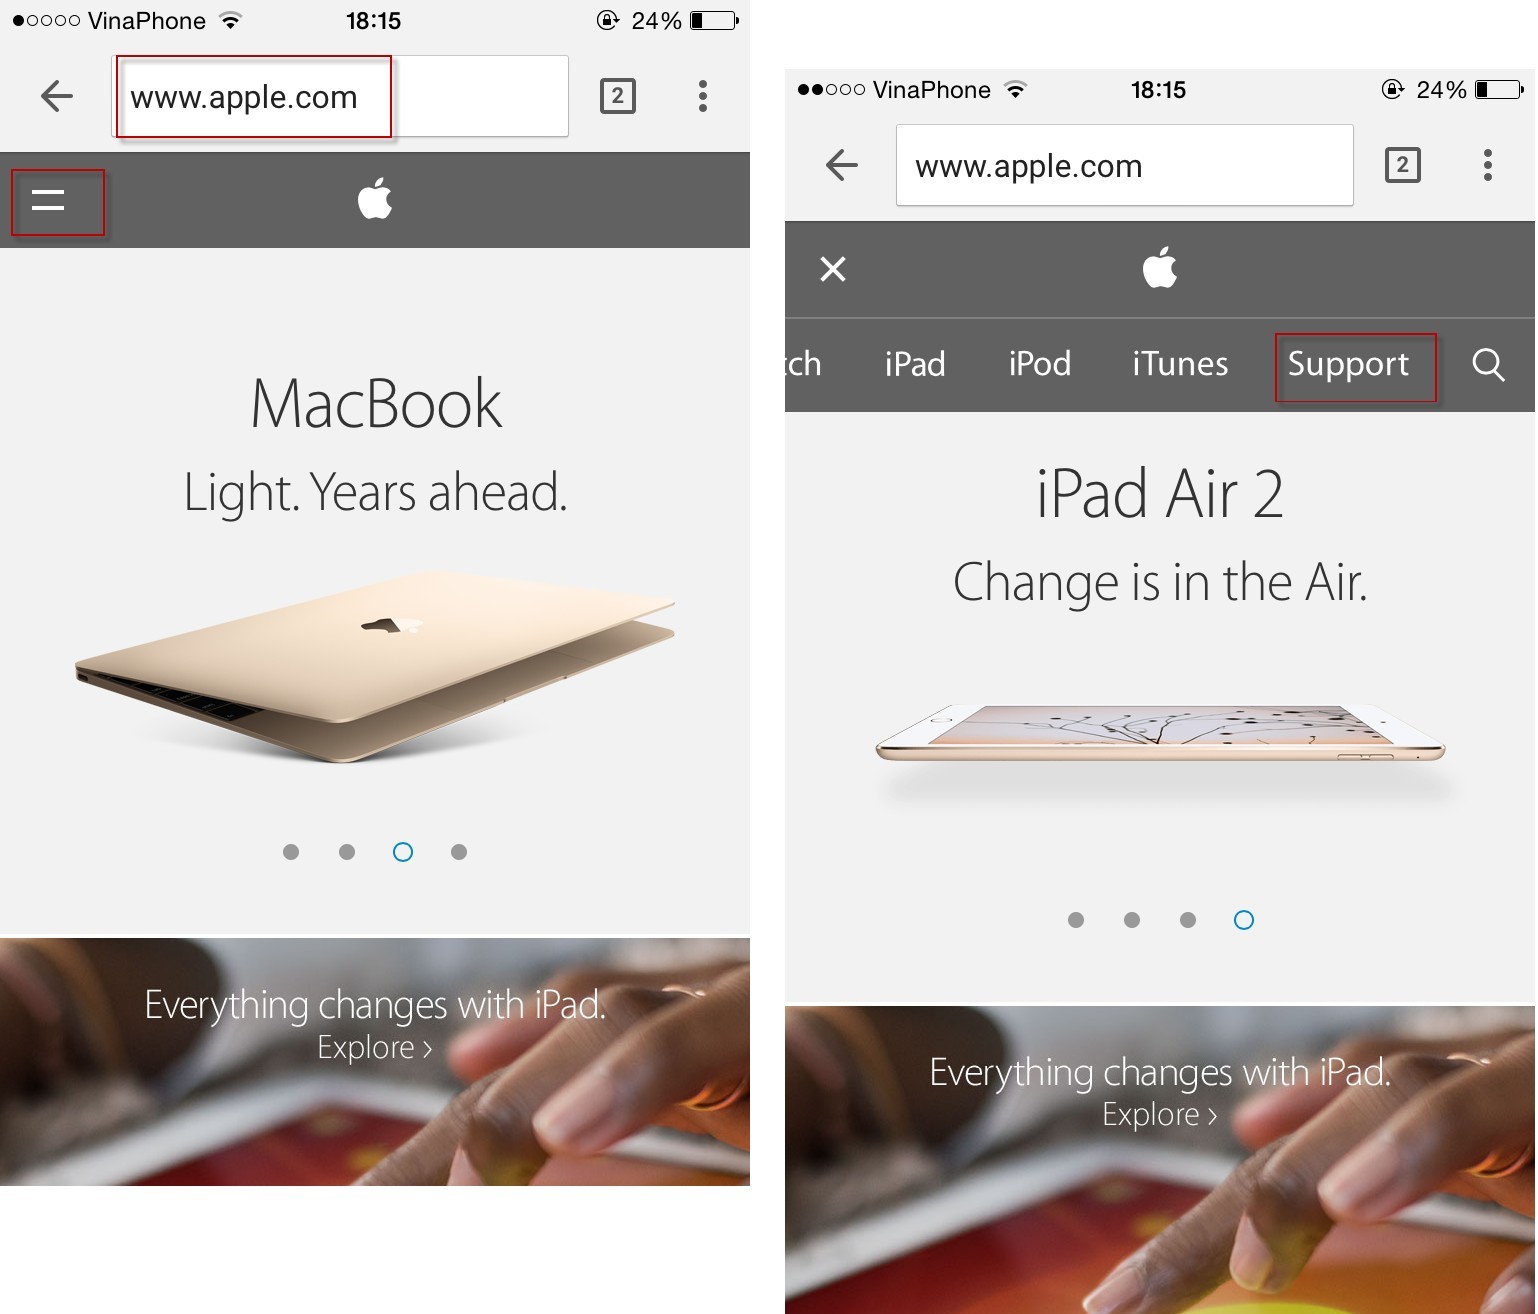 VinaPhone 18:15 24%
www.apple.com 2
MacBook
Light. Years ahead.
Everything changes with iPad.
Explore ›
VinaPhone 18:15 24%
www.apple.com 2
tch iPad iPod iTunes Support
iPad Air 2
Change is in the Air.
Everything changes with iPad.
Explore ›